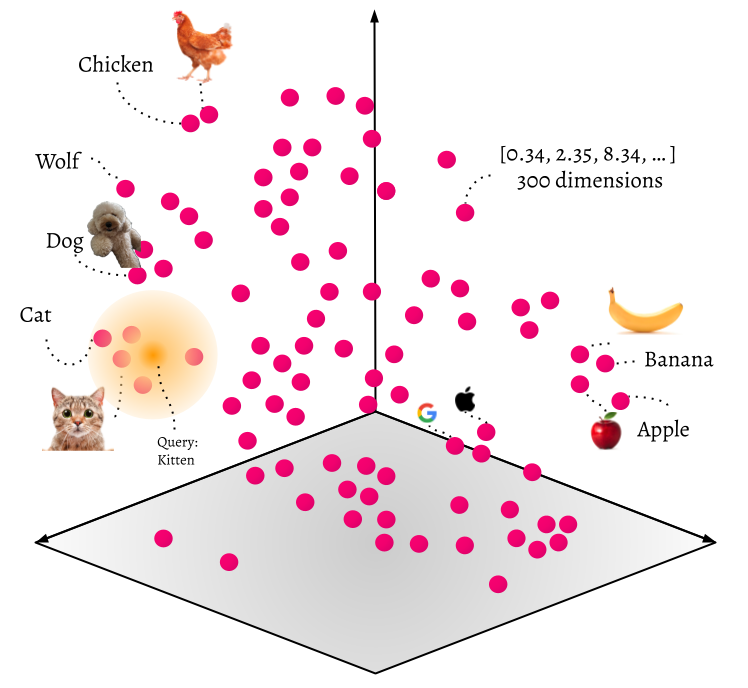 Chicken
Wolf
[0.34, 2.35, 8.34, ... ]
300 dimensions
Dog
Cat
Banana
G
Apple
Query:
Kitten